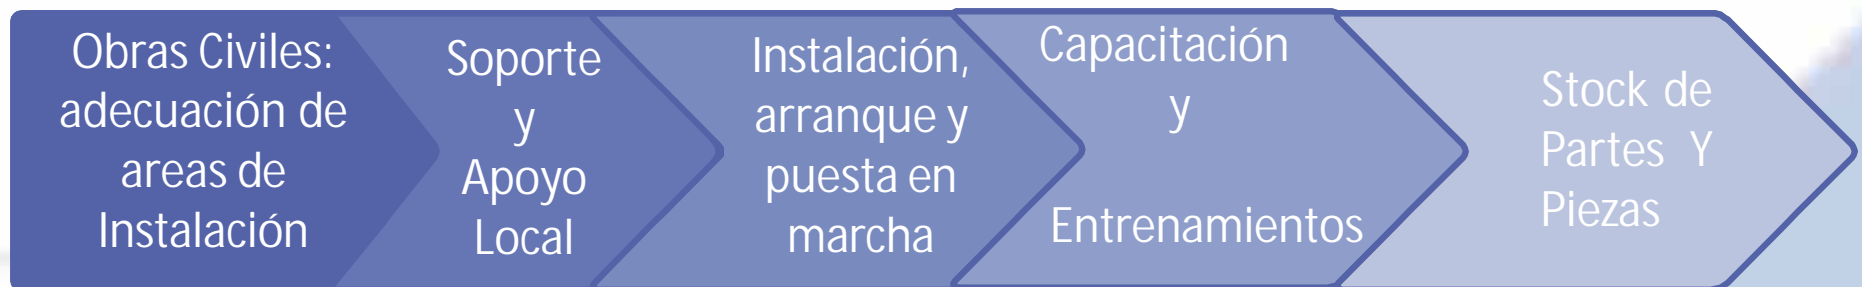 Obras Civiles:
adecuación de
areas de
Instalación
Soporte
y
Apoyo
Local
Instalación,
arranque y
puesta en
marcha
Capacitación
y
Entrenamientos
Stock de
Partes Y
Piezas